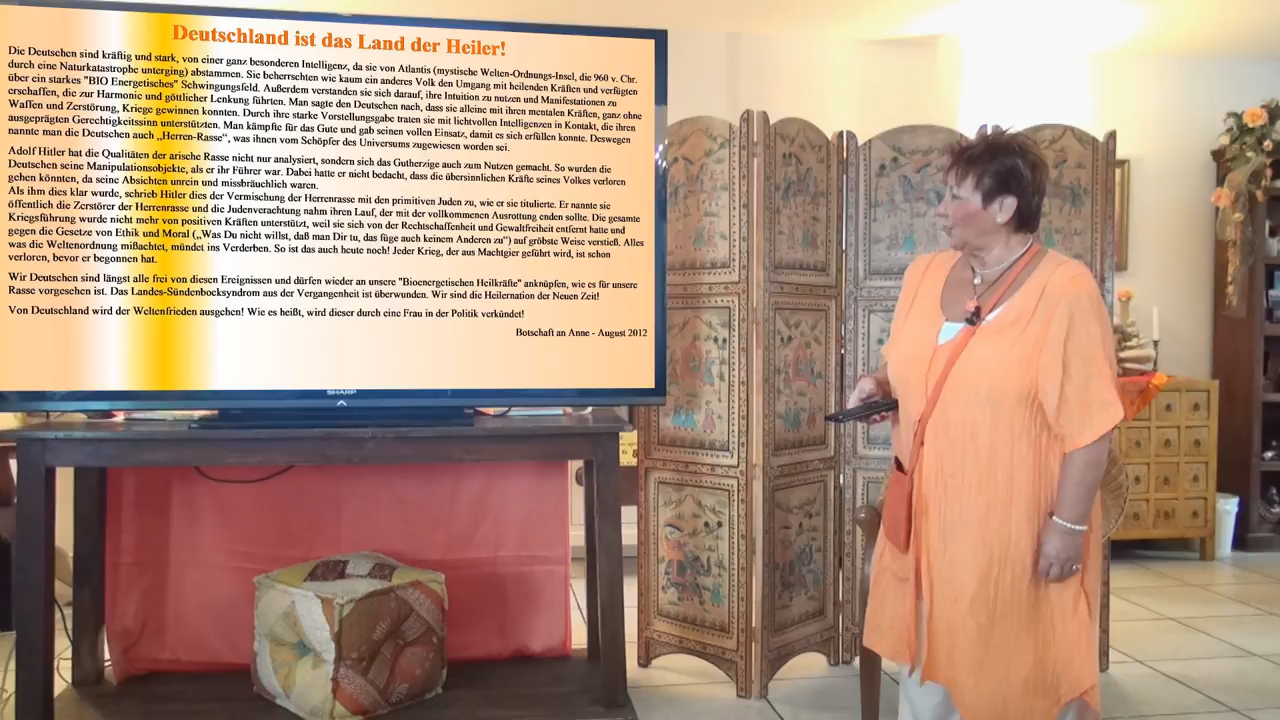 Deutschland ist das Land der Heiler!
Die Deutschen sind kräftig und stark, von einer ganz besonderen Intelligenz, da sie von Atlantis (mystische Welten-Ordnungs-Insel, die 960 v. Chr.
durch eine Naturkatastrophe unterging) abstammen. Sie beherrschten wie kaum ein anderes Volk den Umgang mit heilenden Kräften und verfügten
über ein starkes "BIO Energetisches" Schwingungsfeld. Außerdem verstanden sie sich darauf, ihre Intuition zu nutzen und Manifestationen zu
erschaffen, die zur Harmonie und göttlicher Lenkung führten. Man sagte den Deutschen nach, dass sie alleine mit ihren mentalen Kräften, ganz ohne
Waffen und Zerstörung, Kriege gewinnen konnten. Durch ihre starke Vorstellungsgabe traten sie mit lichtvollen Intelligenzen in Kontakt, die ihren
ausgeprägten Gerechtigkeitssinn unterstützten. Man kämpfte für das Gute und gab seinen vollen Einsatz, damit es sich erfüllen konnte. Deswegen
nannte man die Deutschen auch „Herren-Rasse“, was ihnen vom Schöpfer des Universums zugewiesen worden sei.
Adolf Hitler hat die Qualitäten der arische Rasse nicht nur analysiert, sondern sich das Gutherzige auch zum Nutzen gemacht. So wurden die
Deutschen seine Manipulationsobjekte, als er ihr Führer war. Dabei hatte er nicht bedacht, dass die übersinnlichen Kräfte seines Volkes verloren
gehen könnten, da seine Absichten unrein und missbräuchlich waren.
Als ihm dies klar wurde, schrieb Hitler dies der Vermischung der Herrenrasse mit den primitiven Juden zu, wie er sie titulierte. Er nannte sie
öffentlich die Zerstörer der Herrenrasse und die Judenverachtung nahm ihren Lauf, der mit der vollkommenen Ausrottung enden sollte. Die gesamte
Kriegsführung wurde nicht mehr von positiven Kräften unterstützt, weil sie sich von der Rechtschaffenheit und Gewaltfreiheit entfernt hatte und
gegen die Gesetze von Ethik und Moral („Was Du nicht willst, daß man Dir tu, das füge auch keinem Anderen zu“) auf gröbste Weise verstieß. Alles
was die Weltenordnung mißachtet, mündet ins Verderben. So ist das auch heute noch! Jeder Krieg, der aus Machtgier geführt wird, ist schon
verloren, bevor er begonnen hat.
Wir Deutschen sind längst alle frei von diesen Ereignissen und dürfen wieder an unsere "Bioenergetischen Heilkräfte" anknüpfen, wie es für unsere
Rasse vorgesehen ist. Das Landes-Sündenbocksyndrom aus der Vergangenheit ist überwunden. Wir sind die Heilernation der Neuen Zeit!
Von Deutschland wird der Weltenfrieden ausgehen! Wie es heißt, wird dieser durch eine Frau in der Politik verkündet!
Botschaft an Anne - August 2012
SHARP